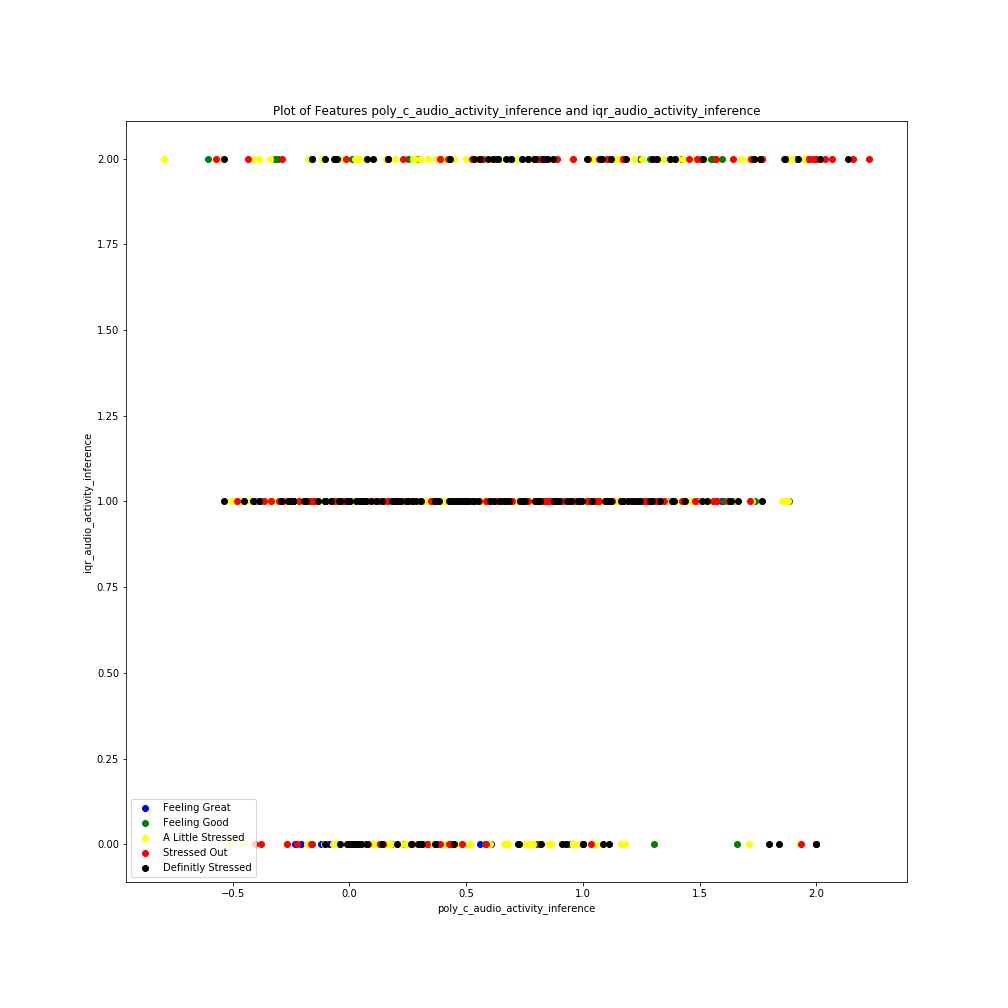 Plot of Features poly_c_audio_activity_inference and iqr_audio_activity_inference
2.00
1.75
1.50
1.25
1.00
0.75
0.50
0.25
0.00
iqr_audio_activity_inference
Feeling Great
Feeling Good
A Little Stressed
Stressed Out
Definitly Stressed
−0.5
0.0
0.5
1.0
1.5
2.0
poly_c_audio_activity_inference